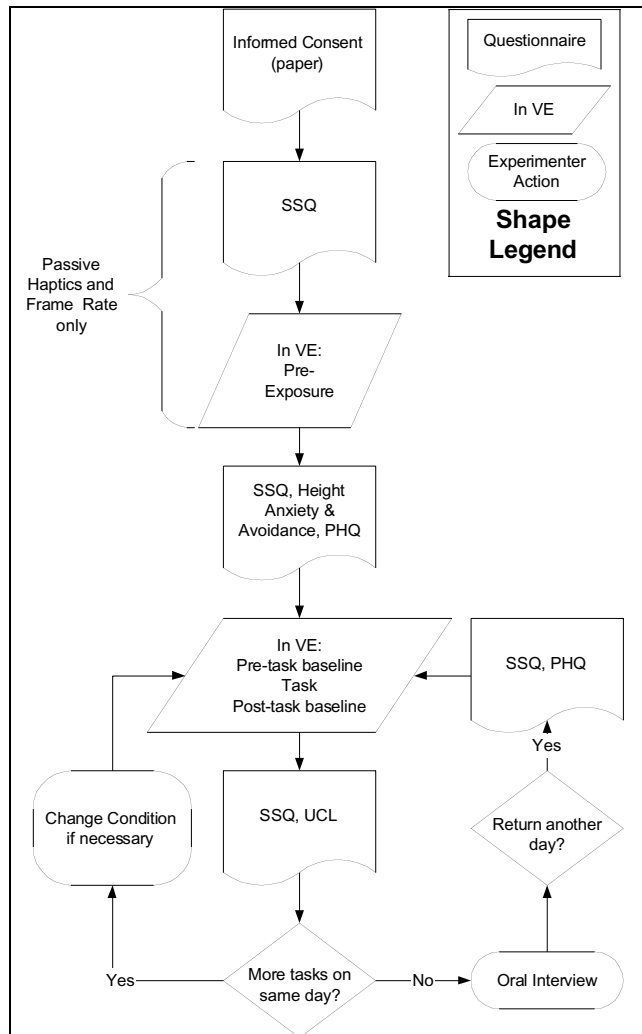 Informed Consent
(paper)
Questionnaire
In VE
Experimenter
Action
Shape
Legend
SSQ
Passive
Haptics and
Frame Rate
only
In VE:
Pre-
Exposure
SSQ, Height
Anxiety &
Avoidance, PHQ
In VE:
Pre-task baseline
Task
Post-task baseline
SSQ, PHQ
Yes
Change Condition
if necessary
SSQ, UCL
Return another
day?
Yes
More tasks on
same day?
No
Oral Interview